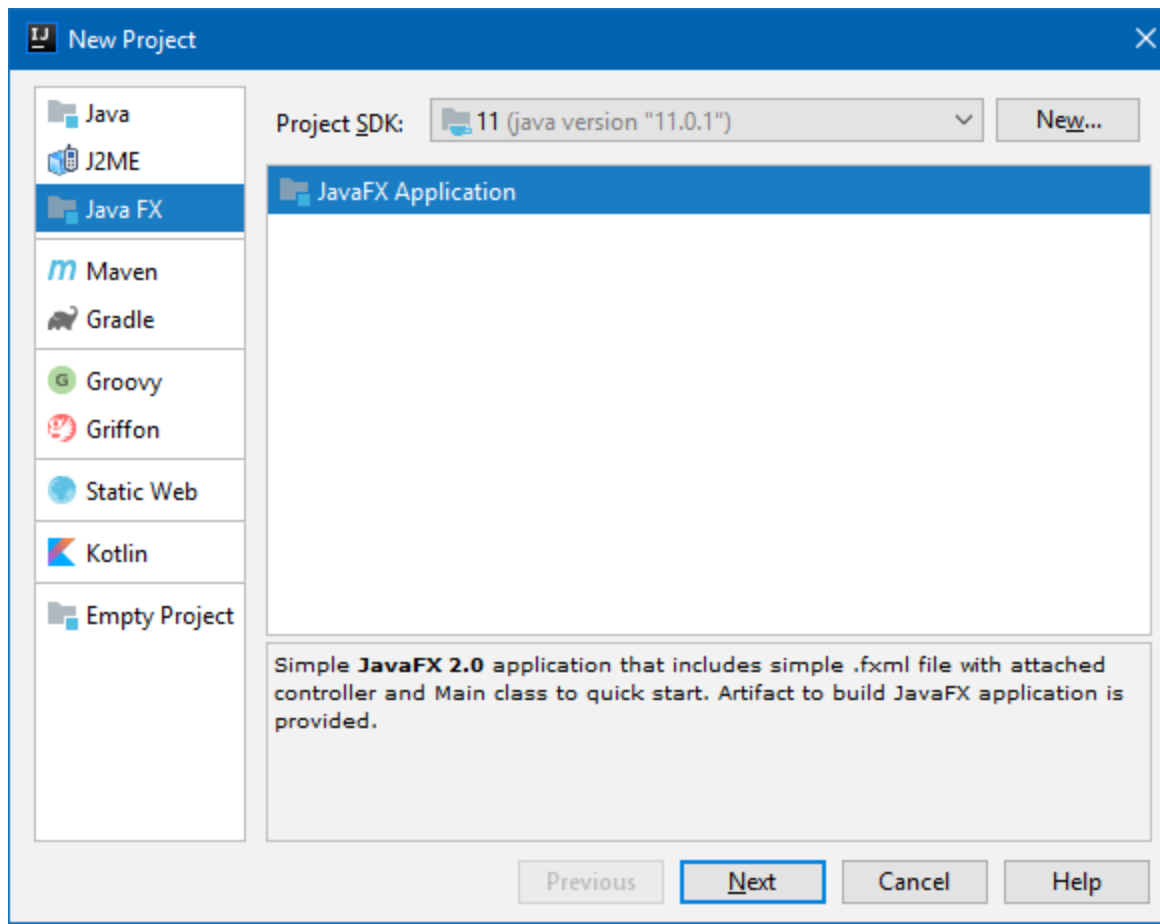 IJ New Project
Java
J2ME
Java FX
Maven
Gradle
Groovy
Griffon
Static Web
Kotlin
Empty Project
Project SDK: 11 (java version "11.0.1") New...
JavaFX Application
Simple JavaFX 2.0 application that includes simple .fxml file with attached
controller and Main class to quick start. Artifact to build JavaFX application is
provided.
Previous Next Cancel Help